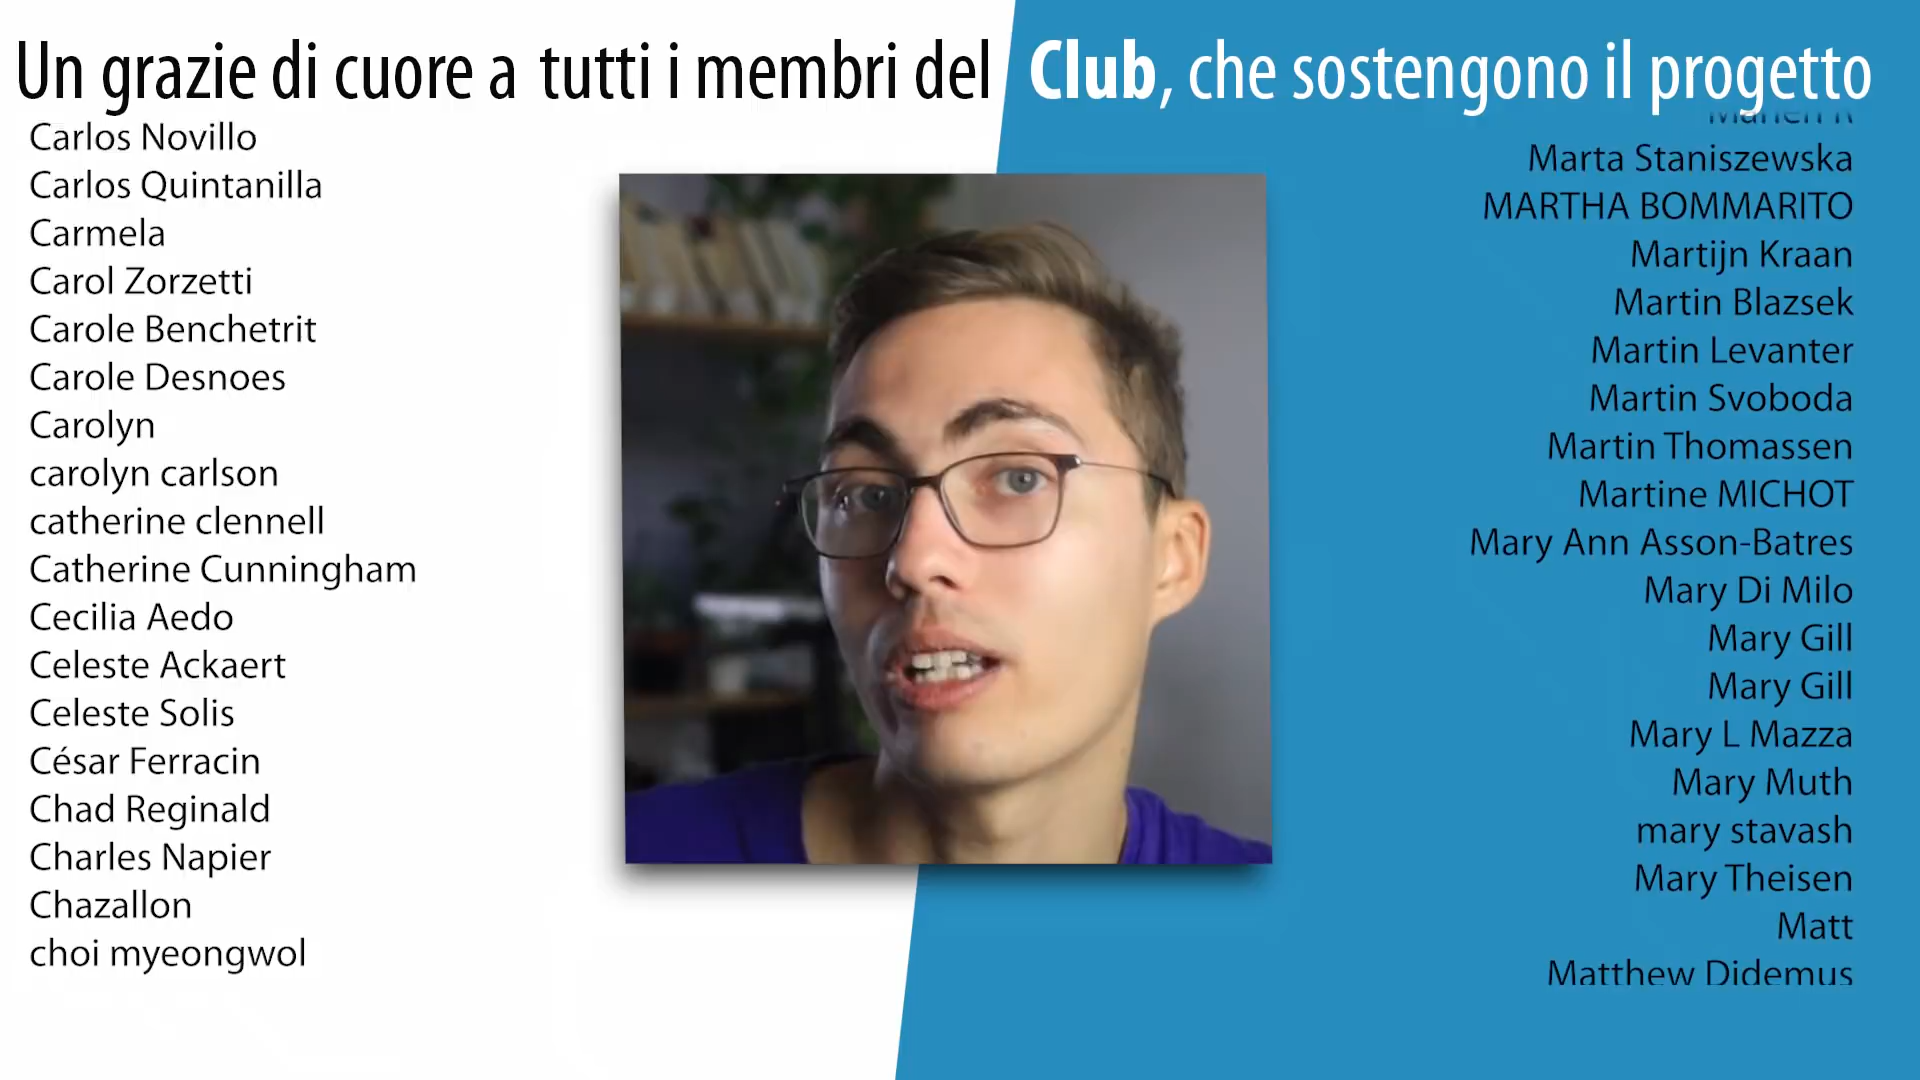 Un grazie di cuore a tutti i membri del Club, che sostengono il progetto
Carlos Novillo
Carlos Quintanilla
Carmela
Carol Zorzetti
Carole Benchetrit
Carole Desnoes
Carolyn
carolyn carlson
catherine clennell
Catherine Cunningham
Cecilia Aedo
Celeste Ackaert
Celeste Solis
César Ferracin
Chad Reginald
Charles Napier
Chazallon
choi myeongwol
Marta Staniszewska
MARTHA BOMMARITO
Martijn Kraan
Martin Blazsek
Martin Levanter
Martin Svoboda
Martin Thomassen
Martine MICHOT
Mary Ann Asson-Batres
Mary Di Milo
Mary Gill
Mary Gill
Mary L Mazza
Mary Muth
mary stavash
Mary Theisen
Matt
Matthew Didemus